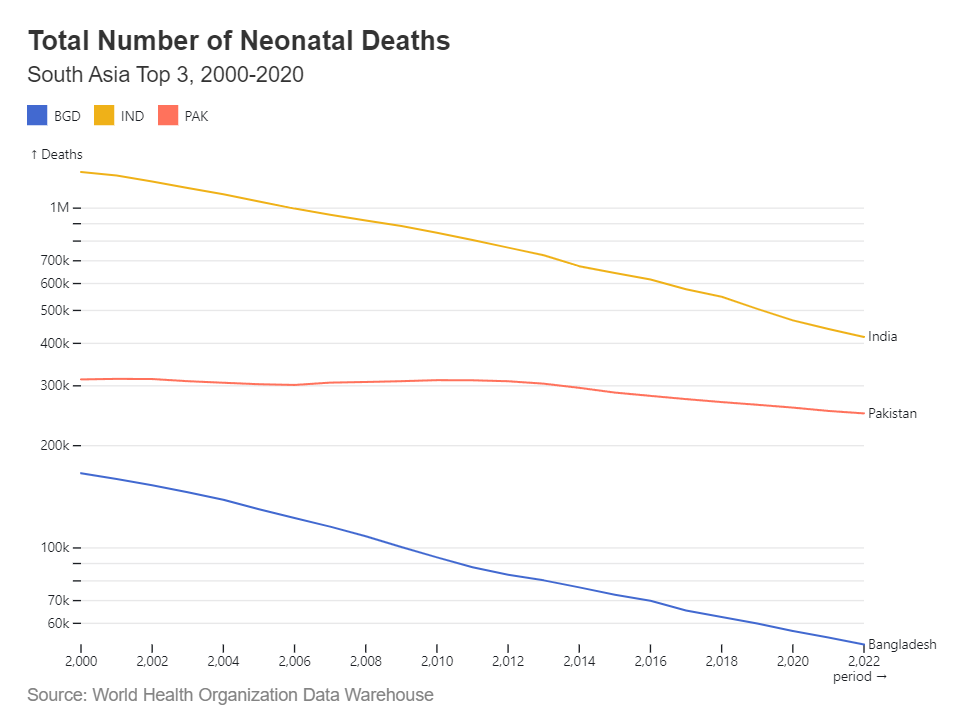 Total Number of Neonatal Deaths
South Asia Top 3, 2000-2020
BGD IND PAK
↑ Deaths
1M
700k
600k
500k
400k
300k
200k
100k
70k
60k
India
Pakistan
Bangladesh
2,000 2,002 2,004 2,006 2,008 2,010 2,012 2,014 2,016 2,018 2,020 2,022
period →
Source: World Health Organization Data Warehouse